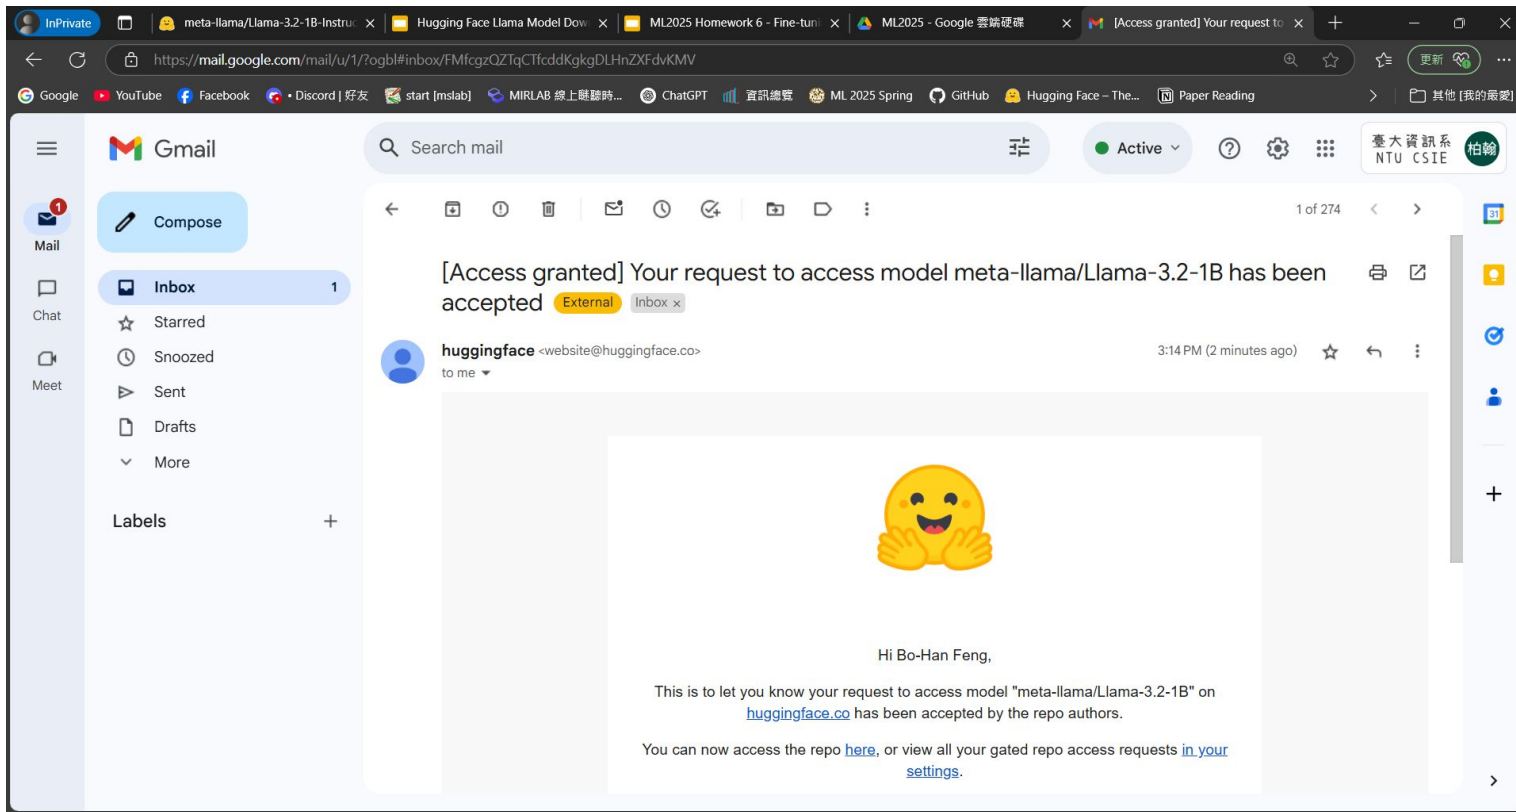 InPrivate
meta-llama/Llama-3.2-1B-Instruc
Hugging Face Llama Model Dow
ML2025 Homework 6 - Fine-tuni
ML2025 - Google 雲端硬碟
[Access granted] Your request to
https://mail.google.com/mail/u/1/?ogbl#inbox/FMfcgzQZTqCTfcddKgkgDLHnZXFdvKMV
更新
Google
YouTube
Facebook
• Discord | 好友
start [mslab]
MIRLAB 線上瞇聽時...
ChatGPT
資訊總覽
ML 2025 Spring
GitHub
Hugging Face – The...
Paper Reading
其他 [我的最愛]
Gmail
Search mail
Active
臺大資訊系
NTU CSIE
柏翰
1
Mail
Chat
Meet
Compose
Inbox 1
Starred
Snoozed
Sent
Drafts
More
Labels
1 of 274
31
[Access granted] Your request to access model meta-llama/Llama-3.2-1B has been
accepted External Inbox x
huggingface <website@huggingface.co>
3:14 PM (2 minutes ago)
to me
Hi Bo-Han Feng,
This is to let you know your request to access model "meta-llama/Llama-3.2-1B" on
huggingface.co has been accepted by the repo authors.
You can now access the repo here, or view all your gated repo access requests in your
settings.